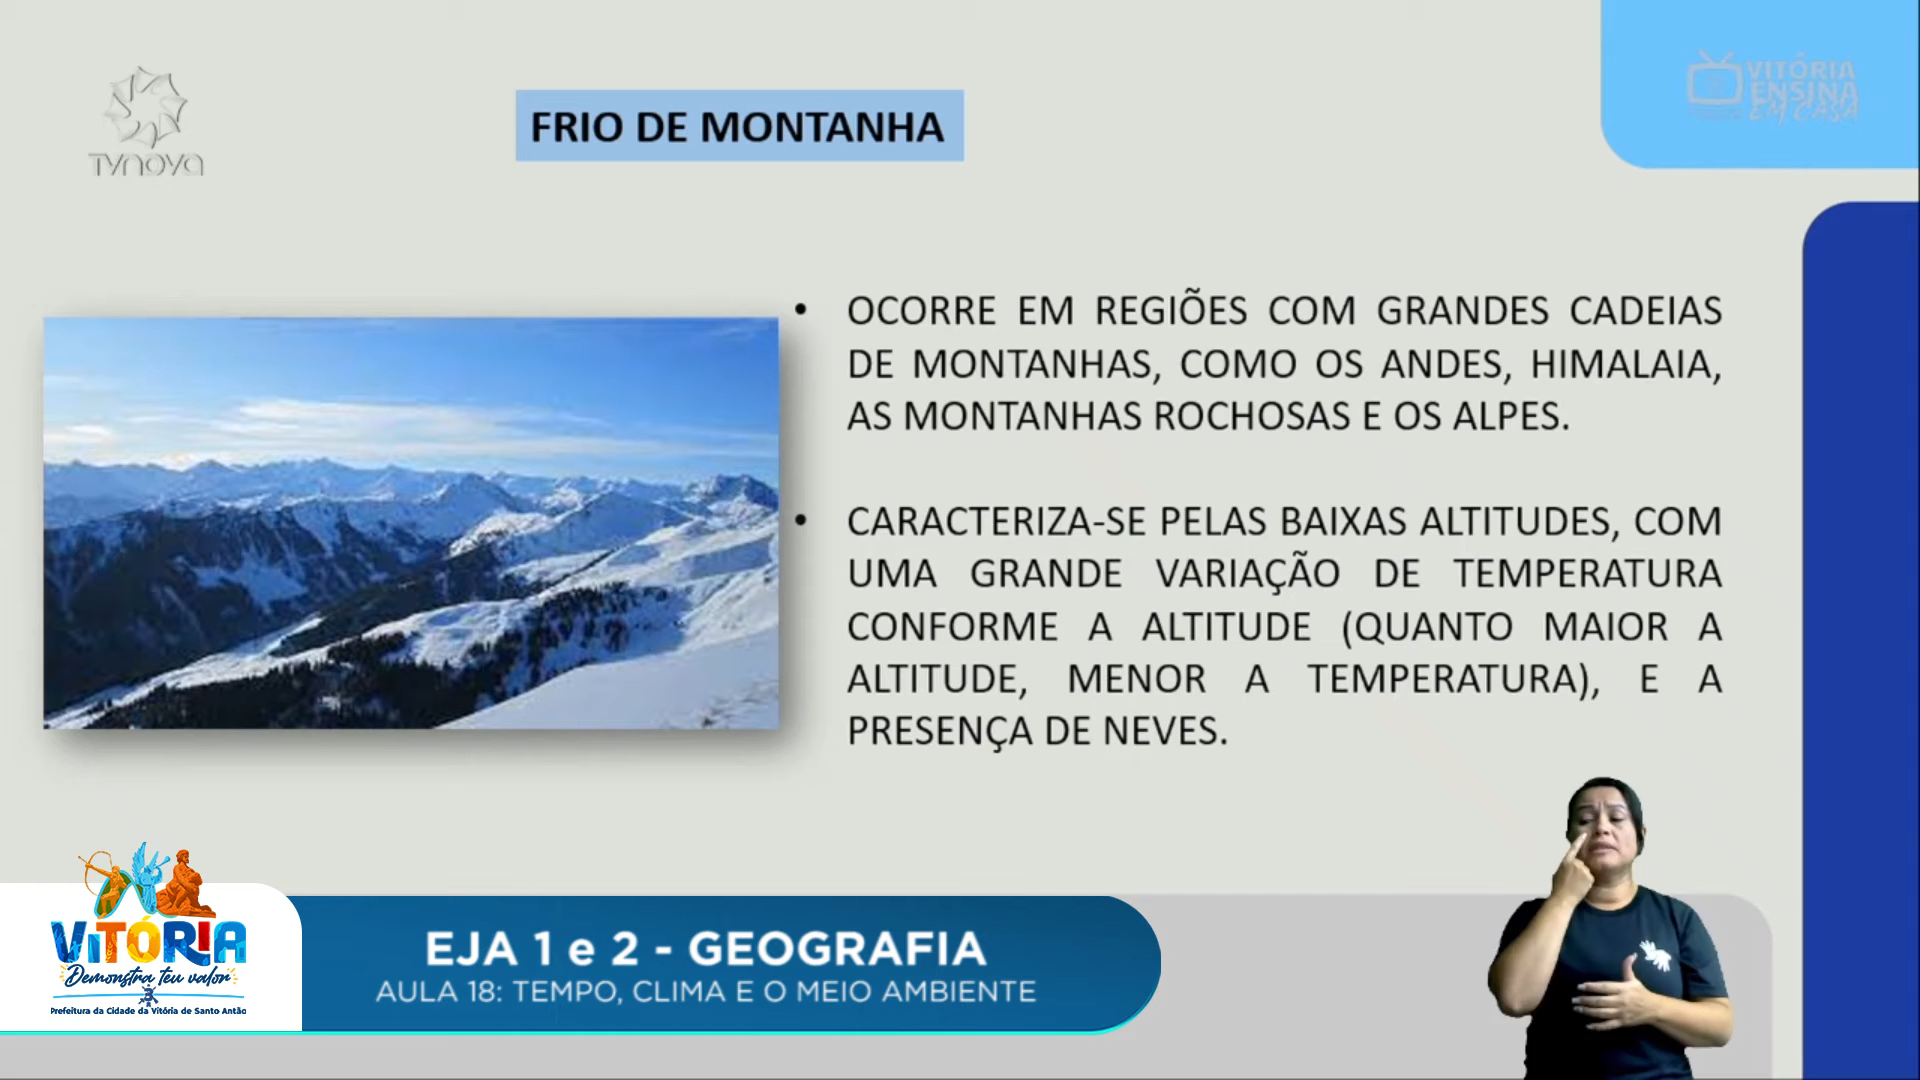 TVNOVA
VITÓRIA
ENSINA
EM CASA
FRIO DE MONTANHA
• OCORRE EM REGIÕES COM GRANDES CADEIAS
DE MONTANHAS, COMO OS ANDES, HIMALAIA,
AS MONTANHAS ROCHOSAS E OS ALPES.
• CARACTERIZA-SE PELAS BAIXAS ALTITUDES, COM
UMA GRANDE VARIAÇÃO DE TEMPERATURA
CONFORME A ALTITUDE (QUANTO MAIOR A
ALTITUDE, MENOR A TEMPERATURA), E A
PRESENÇA DE NEVES.
VITÓRIA
Demonstra teu valor
Prefeitura da Cidade da Vitória de Santo Antão
EJA 1 e 2 - GEOGRAFIA
AULA 18: TEMPO, CLIMA E O MEIO AMBIENTE